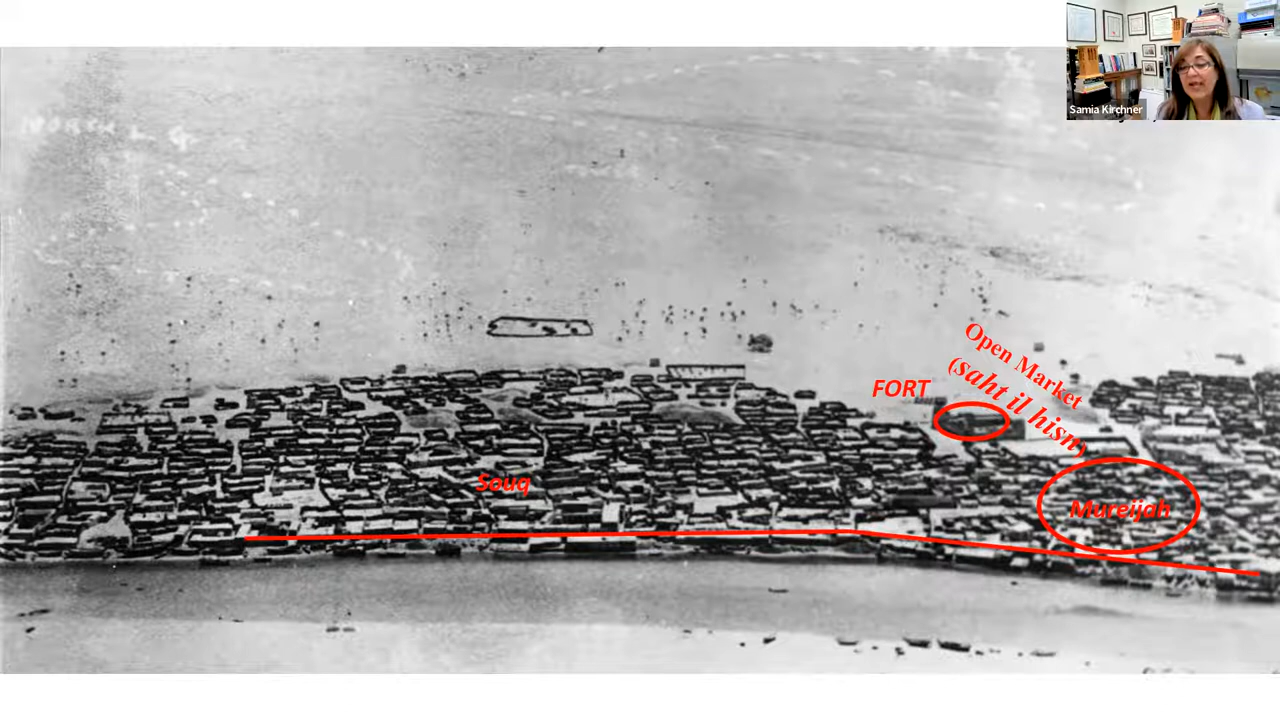 Samia Kirchner
Open Market
(saht il hisn)
FORT
Souq
Mureijah